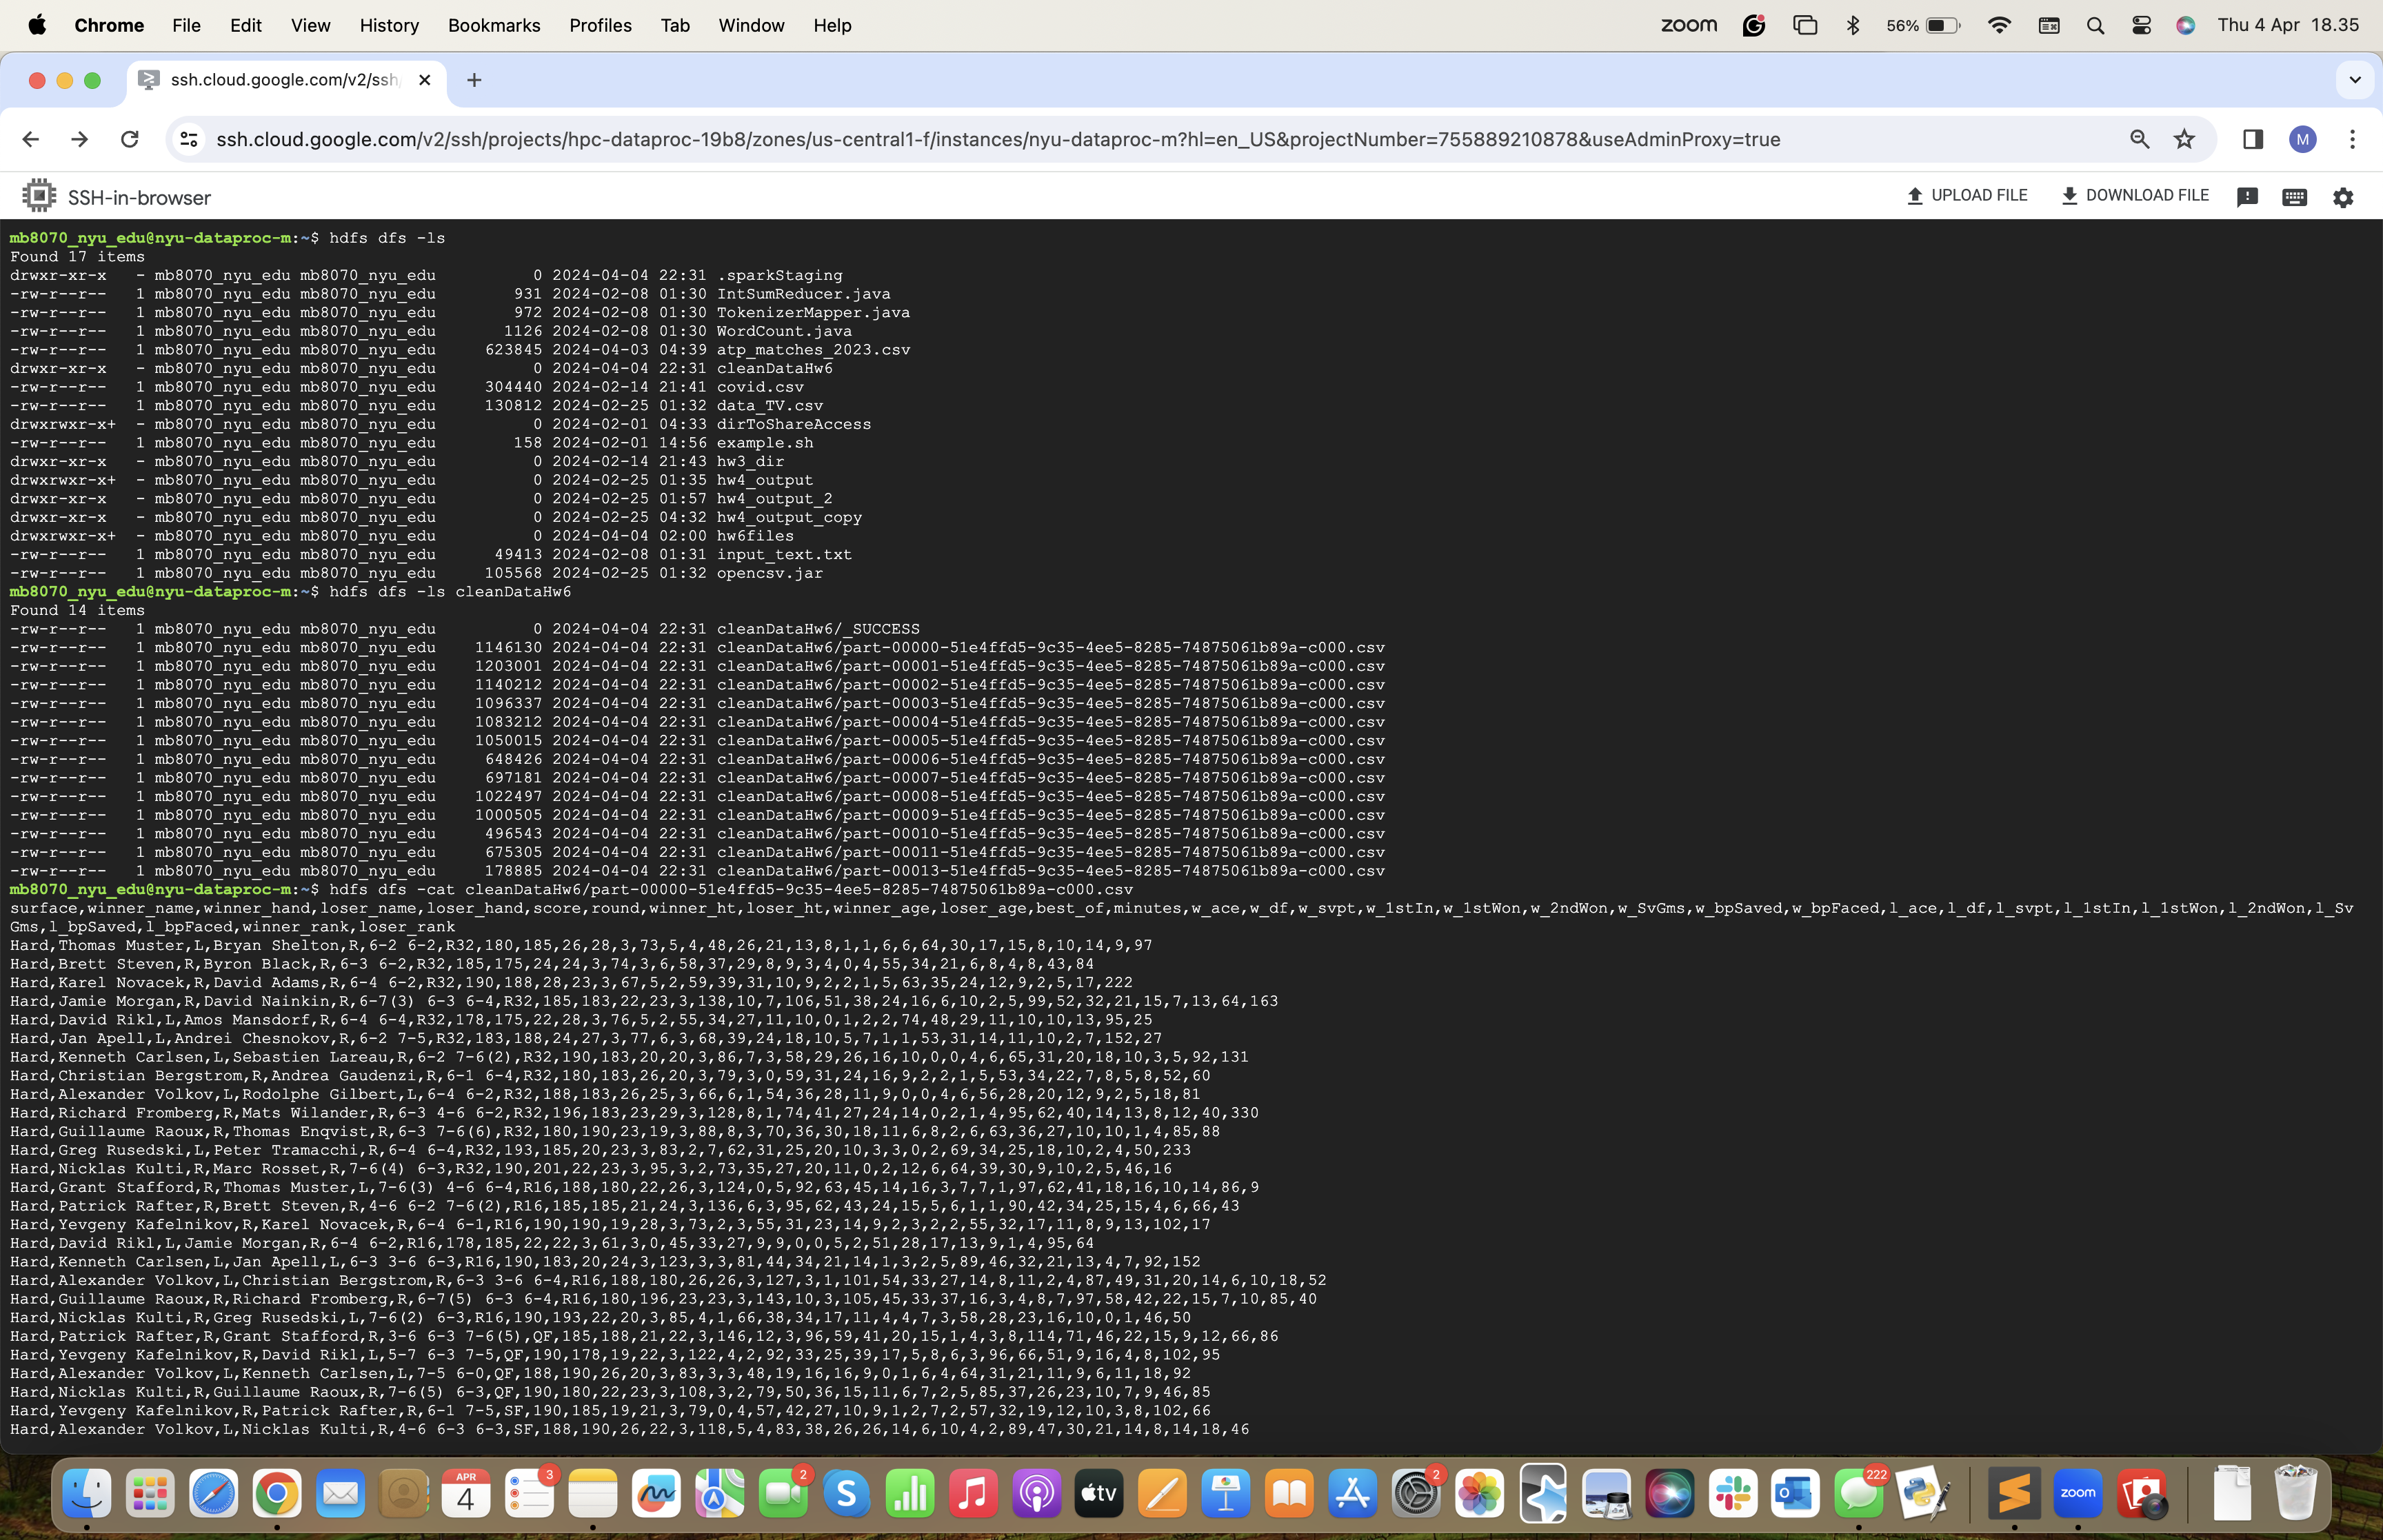 Chrome File Edit View History Bookmarks Profiles Tab Window Help zoom 56% Thu 4 Apr 18.35
ssh.cloud.google.com/v2/ssh/
ssh.cloud.google.com/v2/ssh/projects/hpc-dataproc-19b8/zones/us-central1-f/instances/nyu-dataproc-m?hl=en_US&projectNumber=755889210878&useAdminProxy=true M
SSH-in-browser UPLOAD FILE DOWNLOAD FILE
mb8070_nyu_edu@nyu-dataproc-m:~$ hdfs dfs -ls
Found 17 items
drwxr-xr-x - mb8070_nyu_edu mb8070_nyu_edu 0 2024-04-04 22:31 .sparkStaging
-rw-r--r-- 1 mb8070_nyu_edu mb8070_nyu_edu 931 2024-02-08 01:30 IntSumReducer.java
-rw-r--r-- 1 mb8070_nyu_edu mb8070_nyu_edu 972 2024-02-08 01:30 TokenizerMapper.java
-rw-r--r-- 1 mb8070_nyu_edu mb8070_nyu_edu 1126 2024-02-08 01:30 WordCount.java
-rw-r--r-- 1 mb8070_nyu_edu mb8070_nyu_edu 623845 2024-04-03 04:39 atp_matches_2023.csv
drwxr-xr-x - mb8070_nyu_edu mb8070_nyu_edu 0 2024-04-04 22:31 cleanDataHw6
-rw-r--r-- 1 mb8070_nyu_edu mb8070_nyu_edu 304440 2024-02-14 21:41 covid.csv
-rw-r--r-- 1 mb8070_nyu_edu mb8070_nyu_edu 130812 2024-02-25 01:32 data_TV.csv
drwxrwxr-x+ - mb8070_nyu_edu mb8070_nyu_edu 0 2024-02-01 04:33 dirToShareAccess
-rw-r--r-- 1 mb8070_nyu_edu mb8070_nyu_edu 158 2024-02-01 14:56 example.sh
drwxr-xr-x - mb8070_nyu_edu mb8070_nyu_edu 0 2024-02-14 21:43 hw3_dir
drwxrwxr-x+ - mb8070_nyu_edu mb8070_nyu_edu 0 2024-02-25 01:35 hw4_output
drwxr-xr-x - mb8070_nyu_edu mb8070_nyu_edu 0 2024-02-25 01:57 hw4_output_2
drwxr-xr-x - mb8070_nyu_edu mb8070_nyu_edu 0 2024-02-25 04:32 hw4_output_copy
drwxrwxr-x+ - mb8070_nyu_edu mb8070_nyu_edu 0 2024-04-04 02:00 hw6files
-rw-r--r-- 1 mb8070_nyu_edu mb8070_nyu_edu 49413 2024-02-08 01:31 input_text.txt
-rw-r--r-- 1 mb8070_nyu_edu mb8070_nyu_edu 105568 2024-02-25 01:32 opencsv.jar
mb8070_nyu_edu@nyu-dataproc-m:~$ hdfs dfs -ls cleanDataHw6
Found 14 items
-rw-r--r-- 1 mb8070_nyu_edu mb8070_nyu_edu 0 2024-04-04 22:31 cleanDataHw6/_SUCCESS
-rw-r--r-- 1 mb8070_nyu_edu mb8070_nyu_edu 1146130 2024-04-04 22:31 cleanDataHw6/part-00000-51e4ffd5-9c35-4ee5-8285-74875061b89a-c000.csv
-rw-r--r-- 1 mb8070_nyu_edu mb8070_nyu_edu 1203001 2024-04-04 22:31 cleanDataHw6/part-00001-51e4ffd5-9c35-4ee5-8285-74875061b89a-c000.csv
-rw-r--r-- 1 mb8070_nyu_edu mb8070_nyu_edu 1140212 2024-04-04 22:31 cleanDataHw6/part-00002-51e4ffd5-9c35-4ee5-8285-74875061b89a-c000.csv
-rw-r--r-- 1 mb8070_nyu_edu mb8070_nyu_edu 1096337 2024-04-04 22:31 cleanDataHw6/part-00003-51e4ffd5-9c35-4ee5-8285-74875061b89a-c000.csv
-rw-r--r-- 1 mb8070_nyu_edu mb8070_nyu_edu 1083212 2024-04-04 22:31 cleanDataHw6/part-00004-51e4ffd5-9c35-4ee5-8285-74875061b89a-c000.csv
-rw-r--r-- 1 mb8070_nyu_edu mb8070_nyu_edu 1050015 2024-04-04 22:31 cleanDataHw6/part-00005-51e4ffd5-9c35-4ee5-8285-74875061b89a-c000.csv
-rw-r--r-- 1 mb8070_nyu_edu mb8070_nyu_edu 648426 2024-04-04 22:31 cleanDataHw6/part-00006-51e4ffd5-9c35-4ee5-8285-74875061b89a-c000.csv
-rw-r--r-- 1 mb8070_nyu_edu mb8070_nyu_edu 697181 2024-04-04 22:31 cleanDataHw6/part-00007-51e4ffd5-9c35-4ee5-8285-74875061b89a-c000.csv
-rw-r--r-- 1 mb8070_nyu_edu mb8070_nyu_edu 1022497 2024-04-04 22:31 cleanDataHw6/part-00008-51e4ffd5-9c35-4ee5-8285-74875061b89a-c000.csv
-rw-r--r-- 1 mb8070_nyu_edu mb8070_nyu_edu 1000505 2024-04-04 22:31 cleanDataHw6/part-00009-51e4ffd5-9c35-4ee5-8285-74875061b89a-c000.csv
-rw-r--r-- 1 mb8070_nyu_edu mb8070_nyu_edu 496543 2024-04-04 22:31 cleanDataHw6/part-00010-51e4ffd5-9c35-4ee5-8285-74875061b89a-c000.csv
-rw-r--r-- 1 mb8070_nyu_edu mb8070_nyu_edu 675305 2024-04-04 22:31 cleanDataHw6/part-00011-51e4ffd5-9c35-4ee5-8285-74875061b89a-c000.csv
-rw-r--r-- 1 mb8070_nyu_edu mb8070_nyu_edu 178885 2024-04-04 22:31 cleanDataHw6/part-00013-51e4ffd5-9c35-4ee5-8285-74875061b89a-c000.csv
mb8070_nyu_edu@nyu-dataproc-m:~$ hdfs dfs -cat cleanDataHw6/part-00000-51e4ffd5-9c35-4ee5-8285-74875061b89a-c000.csv
surface,winner_name,winner_hand,loser_name,loser_hand,score,round,winner_ht,loser_ht,winner_age,loser_age,best_of,minutes,w_ace,w_df,w_svpt,w_1stIn,w_1stWon,w_2ndWon,w_SvGms,w_bpSaved,w_bpFaced,l_ace,l_df,l_svpt,l_1stIn,l_1stWon,l_2ndWon,l_Sv
Gms,l_bpSaved,l_bpFaced,winner_rank,loser_rank
Hard,Thomas Muster,L,Bryan Shelton,R,6-2 6-2,R32,180,185,26,28,3,73,5,4,48,26,21,13,8,1,1,6,6,64,30,17,15,8,10,14,9,97
Hard,Brett Steven,R,Byron Black,R,6-3 6-2,R32,185,175,24,24,3,74,3,6,58,37,29,8,9,3,4,0,4,55,34,21,6,8,4,8,43,84
Hard,Karel Novacek,R,David Adams,R,6-4 6-2,R32,190,188,28,23,3,67,5,2,59,39,31,10,9,2,2,1,5,63,35,24,12,9,2,5,17,222
Hard,Jamie Morgan,R,David Nainkin,R,6-7(3) 6-3 6-4,R32,185,183,22,23,3,138,10,7,106,51,38,24,16,6,10,2,5,99,52,32,21,15,7,13,64,163
Hard,David Rikl,L,Amos Mansdorf,R,6-4 6-4,R32,178,175,22,28,3,76,5,2,55,34,27,11,10,0,1,2,2,74,48,29,11,10,10,13,95,25
Hard,Jan Apell,L,Andrei Chesnokov,R,6-2 7-5,R32,183,188,24,27,3,77,6,3,68,39,24,18,10,5,7,1,1,53,31,14,11,10,2,7,152,27
Hard,Kenneth Carlsen,L,Sebastien Lareau,R,6-2 7-6(2),R32,190,183,20,20,3,86,7,3,58,29,26,16,10,0,0,4,6,65,31,20,18,10,3,5,92,131
Hard,Christian Bergstrom,R,Andrea Gaudenzi,R,6-1 6-4,R32,180,183,26,20,3,79,3,0,59,31,24,16,9,2,2,1,5,53,34,22,7,8,5,8,52,60
Hard,Alexander Volkov,L,Rodolphe Gilbert,L,6-4 6-2,R32,188,183,26,25,3,66,6,1,54,36,28,11,9,0,0,4,6,56,28,20,12,9,2,5,18,81
Hard,Richard Fromberg,R,Mats Wilander,R,6-3 4-6 6-2,R32,196,183,23,29,3,128,8,1,74,41,27,24,14,0,2,1,4,95,62,40,14,13,8,12,40,330
Hard,Guillaume Raoux,R,Thomas Enqvist,R,6-3 7-6(6),R32,180,190,23,19,3,88,8,3,70,36,30,18,11,6,8,2,6,63,36,27,10,10,1,4,85,88
Hard,Greg Rusedski,L,Peter Tramacchi,R,6-4 6-4,R32,193,185,20,23,3,83,2,7,62,31,25,20,10,3,3,0,2,69,34,25,18,10,2,4,50,233
Hard,Nicklas Kulti,R,Marc Rosset,R,7-6(4) 6-3,R32,190,201,22,23,3,95,3,2,73,35,27,20,11,0,2,12,6,64,39,30,9,10,2,5,46,16
Hard,Grant Stafford,R,Thomas Muster,L,7-6(3) 4-6 6-4,R16,188,180,22,26,3,124,0,5,92,63,45,14,16,3,7,7,1,97,62,41,18,16,10,14,86,9
Hard,Patrick Rafter,R,Brett Steven,R,4-6 6-2 7-6(2),R16,185,185,21,24,3,136,6,3,95,62,43,24,15,5,6,1,1,90,42,34,25,15,4,6,66,43
Hard,Yevgeny Kafelnikov,R,Karel Novacek,R,6-4 6-1,R16,190,190,19,28,3,73,2,3,55,31,23,14,9,2,3,2,2,55,32,17,11,8,9,13,102,17
Hard,David Rikl,L,Jamie Morgan,R,6-4 6-2,R16,178,185,22,22,3,61,3,0,45,33,27,9,9,0,0,5,2,51,28,17,13,9,1,4,95,64
Hard,Kenneth Carlsen,L,Jan Apell,L,6-3 3-6 6-3,R16,190,183,20,24,3,123,3,3,81,44,34,21,14,1,3,2,5,89,46,32,21,13,4,7,92,152
Hard,Alexander Volkov,L,Christian Bergstrom,R,6-3 3-6 6-4,R16,188,180,26,26,3,127,3,1,101,54,33,27,14,8,11,2,4,87,49,31,20,14,6,10,18,52
Hard,Guillaume Raoux,R,Richard Fromberg,R,6-7(5) 6-3 6-4,R16,180,196,23,23,3,143,10,3,105,45,33,37,16,3,4,8,7,97,58,42,22,15,7,10,85,40
Hard,Nicklas Kulti,R,Greg Rusedski,L,7-6(2) 6-3,R16,190,193,22,20,3,85,4,1,66,38,34,17,11,4,4,7,3,58,28,23,16,10,0,1,46,50
Hard,Patrick Rafter,R,Grant Stafford,R,3-6 6-3 7-6(5),QF,185,188,21,22,3,146,12,3,96,59,41,20,15,1,4,3,8,114,71,46,22,15,9,12,66,86
Hard,Yevgeny Kafelnikov,R,David Rikl,L,5-7 6-3 7-5,QF,190,178,19,22,3,122,4,2,92,33,25,39,17,5,8,6,3,96,66,51,9,16,4,8,102,95
Hard,Alexander Volkov,L,Kenneth Carlsen,L,7-5 6-0,QF,188,190,26,20,3,83,3,3,48,19,16,16,9,0,1,6,4,64,31,21,11,9,6,11,18,92
Hard,Nicklas Kulti,R,Guillaume Raoux,R,7-6(5) 6-3,QF,190,180,22,23,3,108,3,2,79,50,36,15,11,6,7,2,5,85,37,26,23,10,7,9,46,85
Hard,Yevgeny Kafelnikov,R,Patrick Rafter,R,6-1 7-5,SF,190,185,19,21,3,79,0,4,57,42,27,10,9,1,2,7,2,57,32,19,12,10,3,8,102,66
Hard,Alexander Volkov,L,Nicklas Kulti,R,4-6 6-3 6-3,SF,188,190,26,22,3,118,5,4,83,38,26,26,14,6,10,4,2,89,47,30,21,14,8,14,18,46
APR 4 3 2 S tv 2 222 zoom